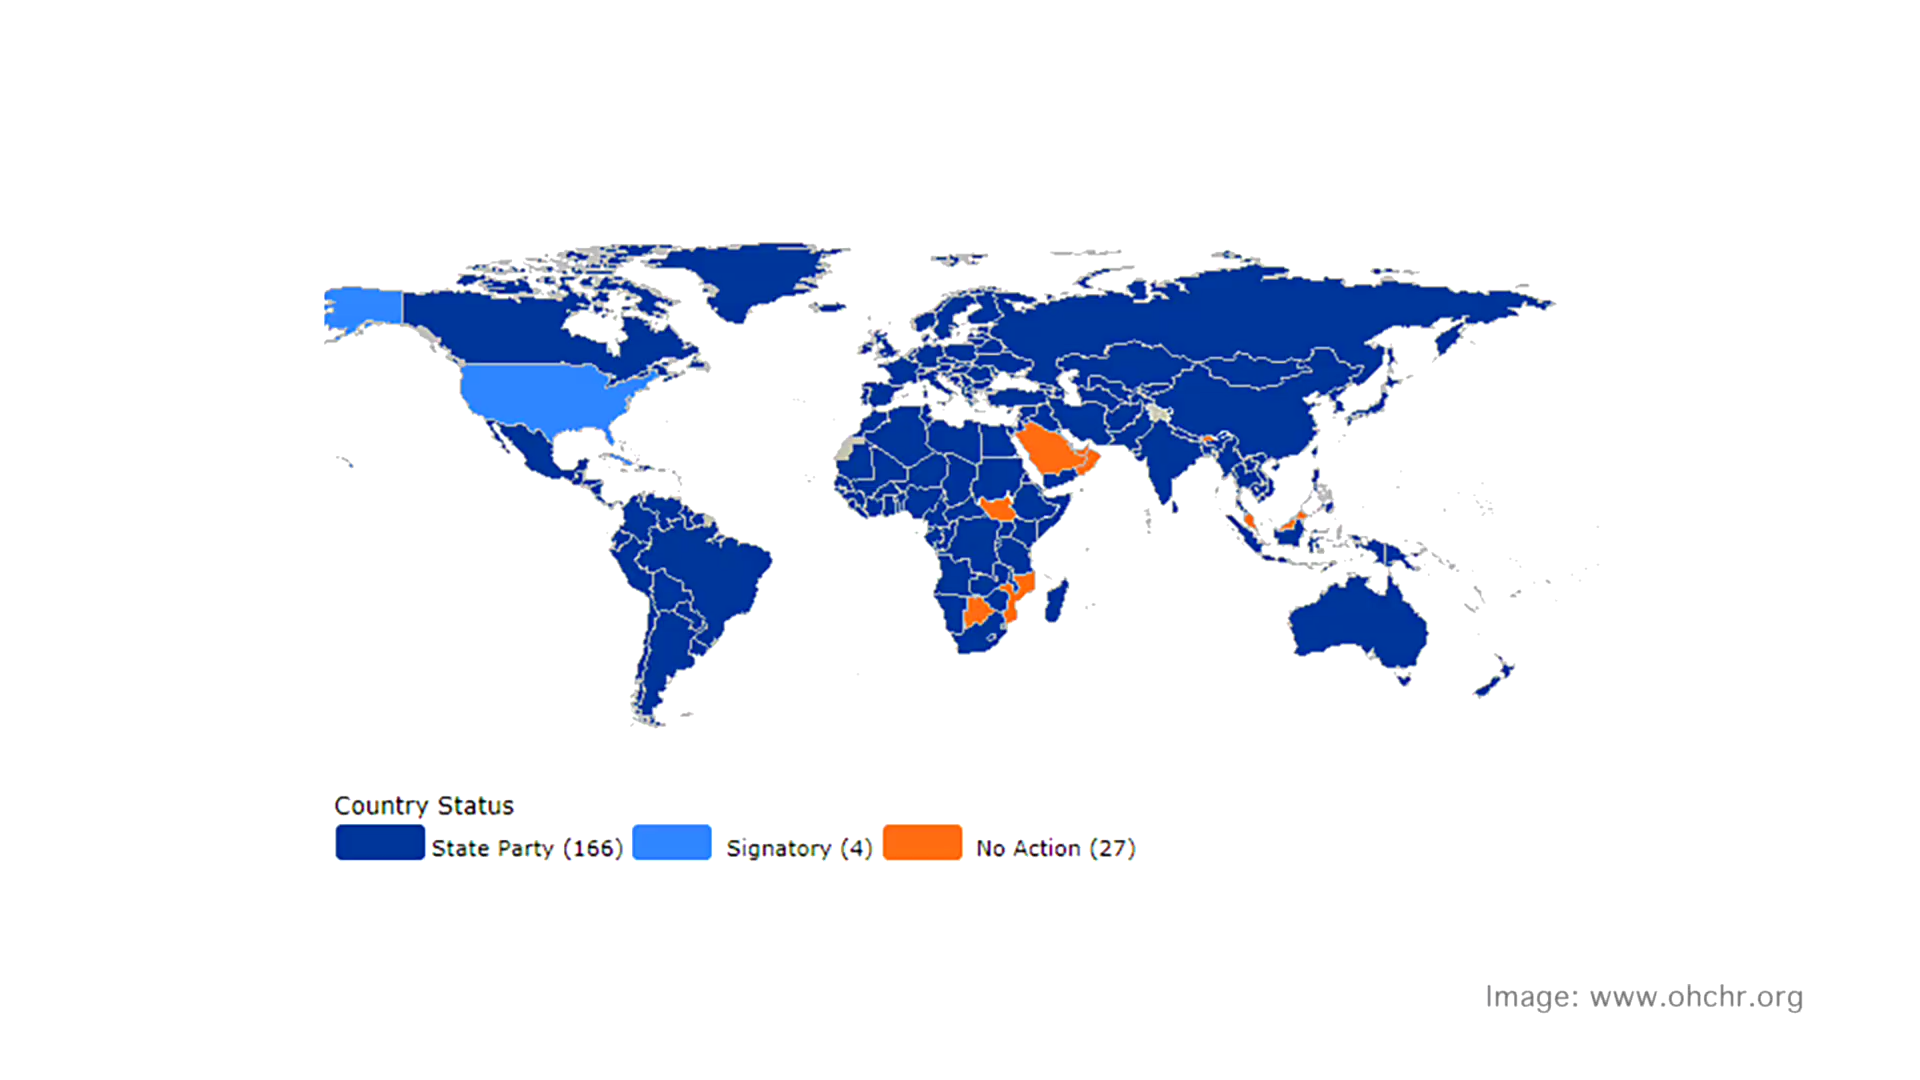 Country Status
State Party (166) Signatory (4) No Action (27)
Image: www.ohchr.org